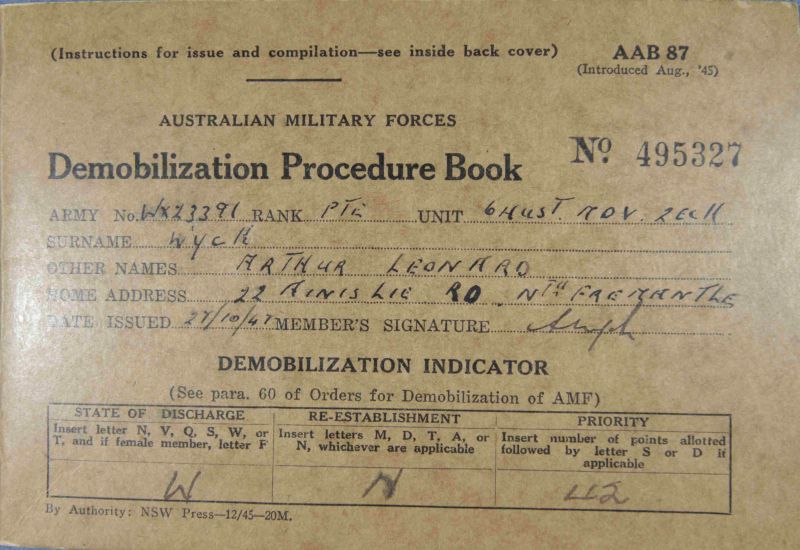 (Instructions for issue and compilation—see inside back cover)
AAB 87
(Introduced Aug., '45)
AUSTRALIAN MILITARY FORCES
Demobilization Procedure Book
No. 495327
ARMY No. WX23391 RANK PTE UNIT 6 AUST. MOV.
SURNAME WYCK
OTHER NAMES ARTHUR LEONARD
HOME ADDRESS 22 AINISLIE RD NTH FREMANTLE
DATE ISSUED /10/47 MEMBER'S SIGNATURE
DEMOBILIZATION INDICATOR
(See para. 60 of Orders for Demobilization of AMF)
STATE OF DISCHARGE
Insert letter N, V, Q, S, W, or
T, and if female member, letter F
W
RE-ESTABLISHMENT
Insert letters M, D, T, A, or
N, whichever are applicable
N
PRIORITY
Insert number of points allotted
followed by letter S or D if
applicable
42
By Authority: NSW Press—12/45—20M.